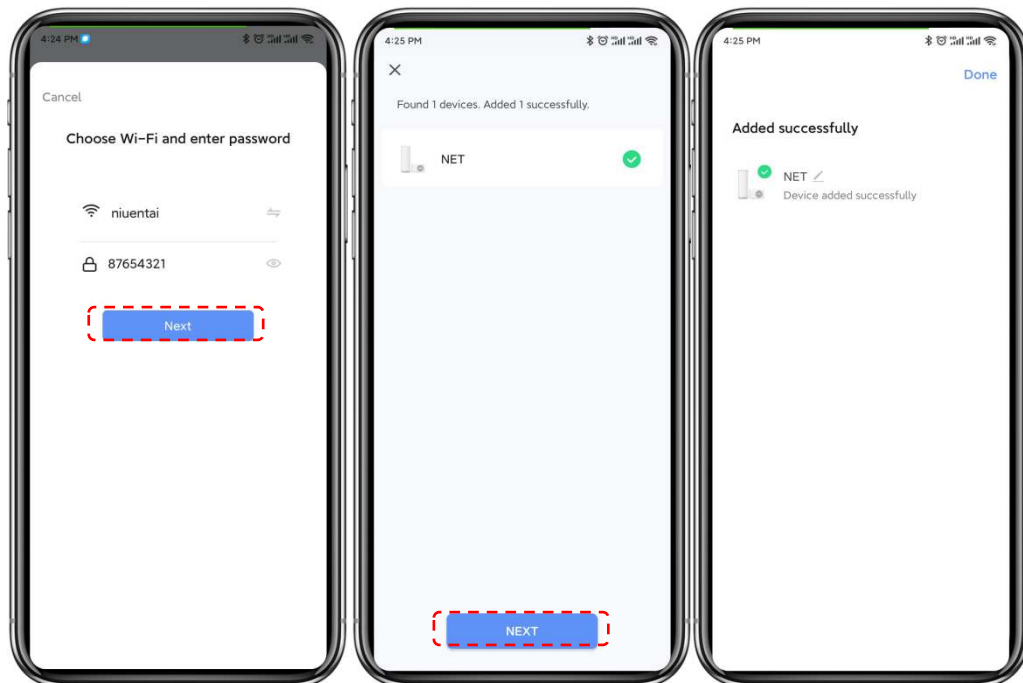 4:24 PM
Cancel
Choose Wi-Fi and enter password
niuentai
87654321
Next
4:25 PM
Found 1 devices. Added 1 successfully.
NET
NEXT
4:25 PM
Done
Added successfully
NET
Device added successfully